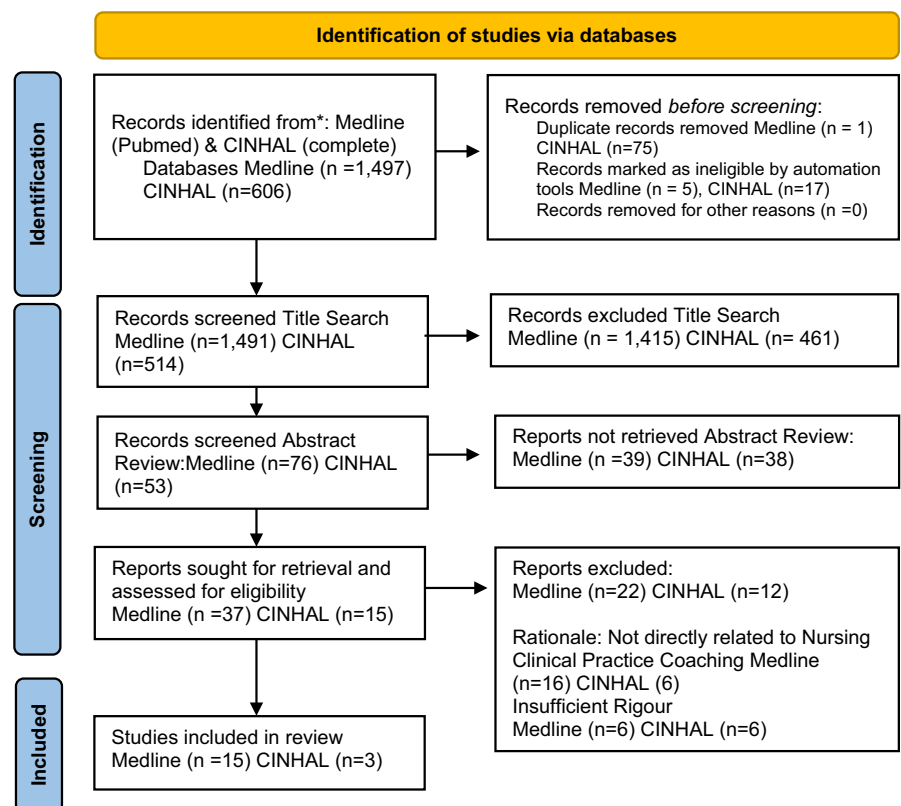 Identification of studies via databases
Identification
Records identified from*: Medline
(Pubmed) & CINHAL (complete)
Databases Medline (n =1,497)
CINHAL (n=606)
Records removed before screening:
Duplicate records removed Medline (n = 1)
CINHAL (n=75)
Records marked as ineligible by automation
tools Medline (n = 5), CINHAL (n=17)
Records removed for other reasons (n =0)
Screening
Records screened Title Search
Medline (n=1,491) CINHAL
(n=514)
Records excluded Title Search
Medline (n = 1,415) CINHAL (n= 461)
Records screened Abstract
Review:Medline (n=76) CINHAL
(n=53)
Reports not retrieved Abstract Review:
Medline (n =39) CINHAL (n=38)
Reports sought for retrieval and
assessed for eligibility
Medline (n =37) CINHAL (n=15)
Reports excluded:
Medline (n=22) CINHAL (n=12)
Rationale: Not directly related to Nursing
Clinical Practice Coaching Medline
(n=16) CINHAL (6)
Insufficient Rigour
Medline (n=6) CINHAL (n=6)
Included
Studies included in review
Medline (n =15) CINHAL (n=3)